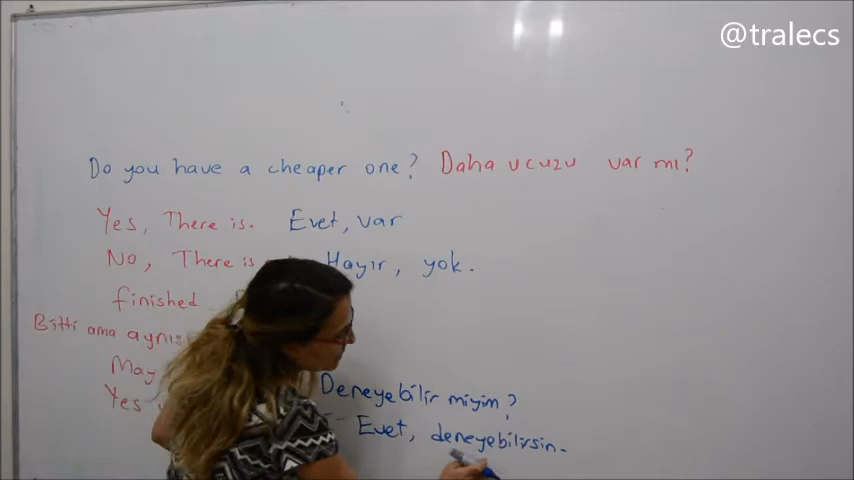 @tralecs
Do you have a cheaper one? Daha ucuzu var mı?
Yes, There is. Evet, var
No, There is Hayır, yok.
finished
Bitti ama aynıs
May Deneyebilir miyim?
Yes Evet, deneyebilirsin.